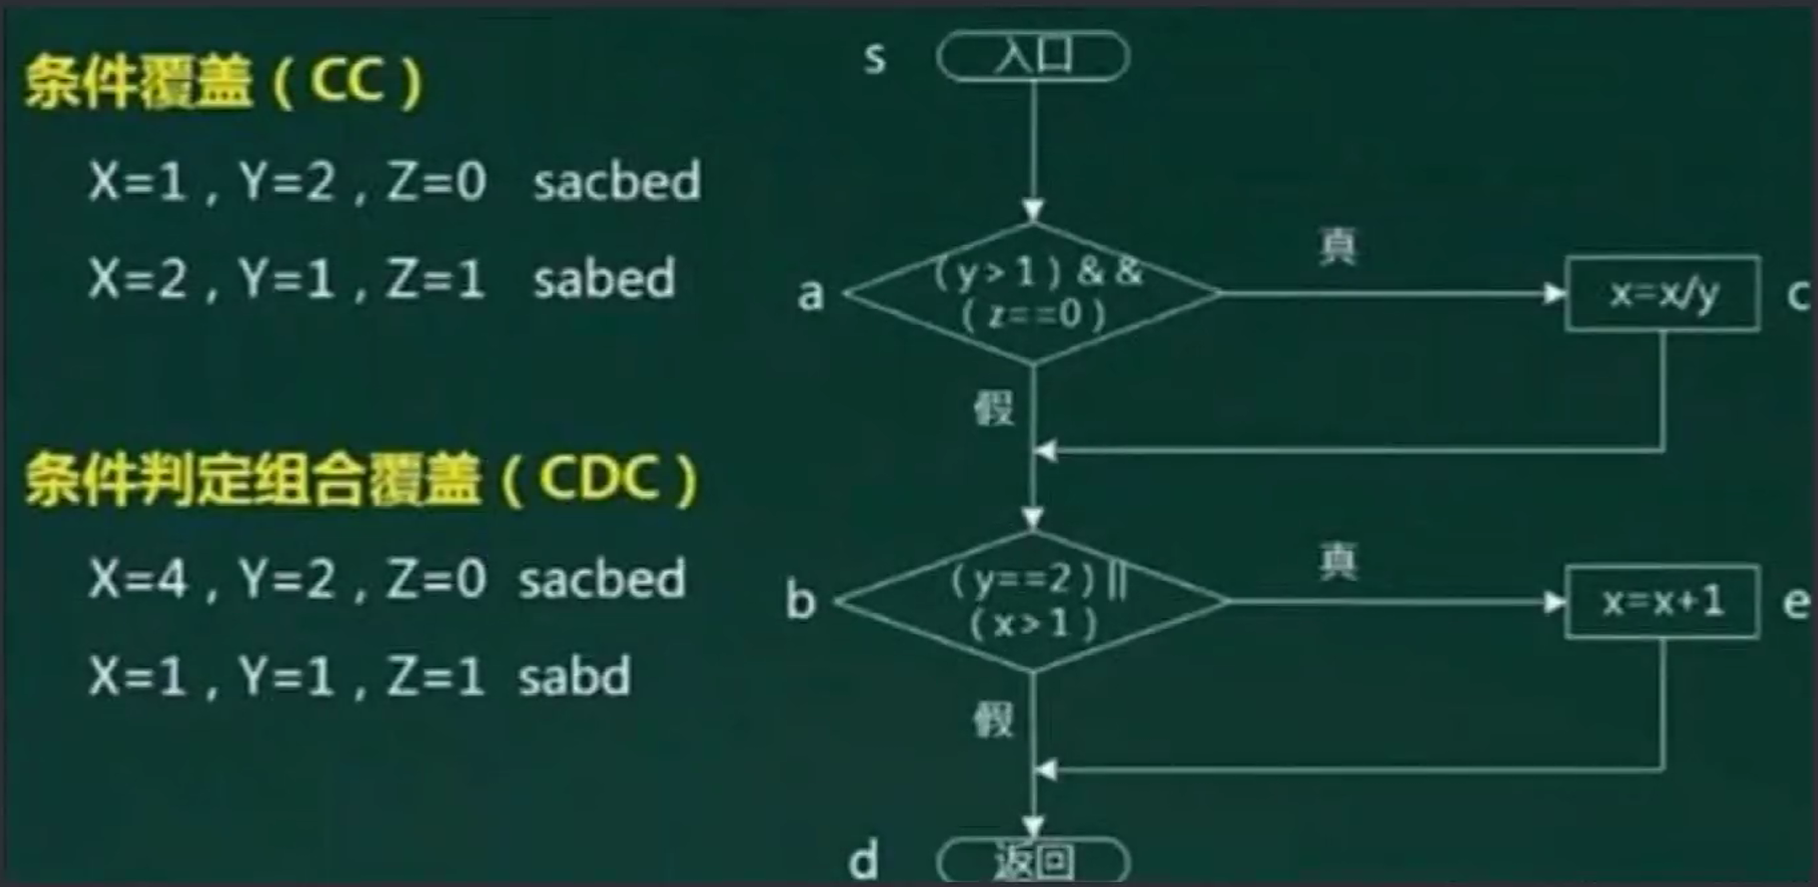 条件覆盖（CC）
X=1，Y=2，Z=0 sacbed
X=2，Y=1，Z=1 sabed
条件判定组合覆盖（CDC）
X=4，Y=2，Z=0 sacbed
X=1，Y=1，Z=1 sabd
s
入口
a
(y>1)&&
(z==0)
真
x=x/y
c
假
b
(y==2)||
(x>1)
真
x=x+1
e
假
d
返回